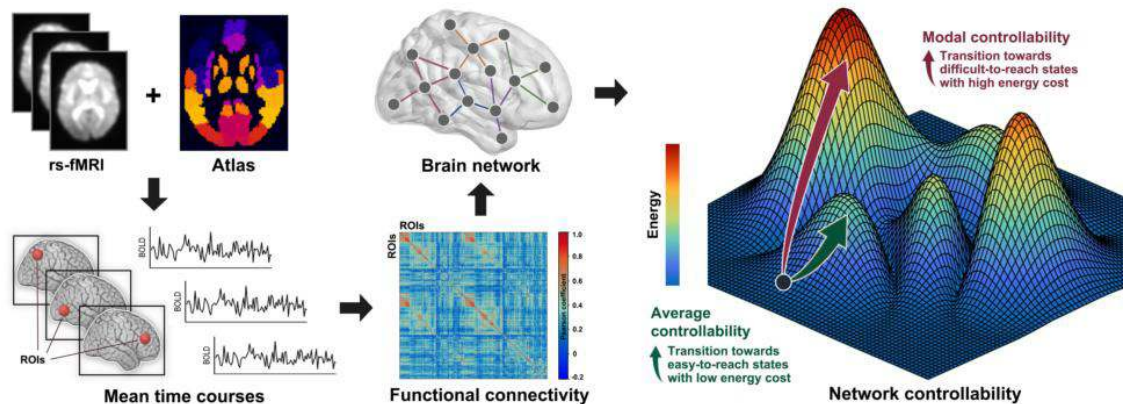 rs-fMRI
+
Atlas
BOLD
BOLD
BOLD
ROIs
Mean time courses
Brain network
ROIs
ROIs
1.0
0.8
0.6
0.4
0.2
0
-0.2
Pearson coefficient
Functional connectivity
Modal controllability
Transition towards
difficult-to-reach states
with high energy cost
Energy
Average
controllability
Transition towards
easy-to-reach states
with low energy cost
Network controllability